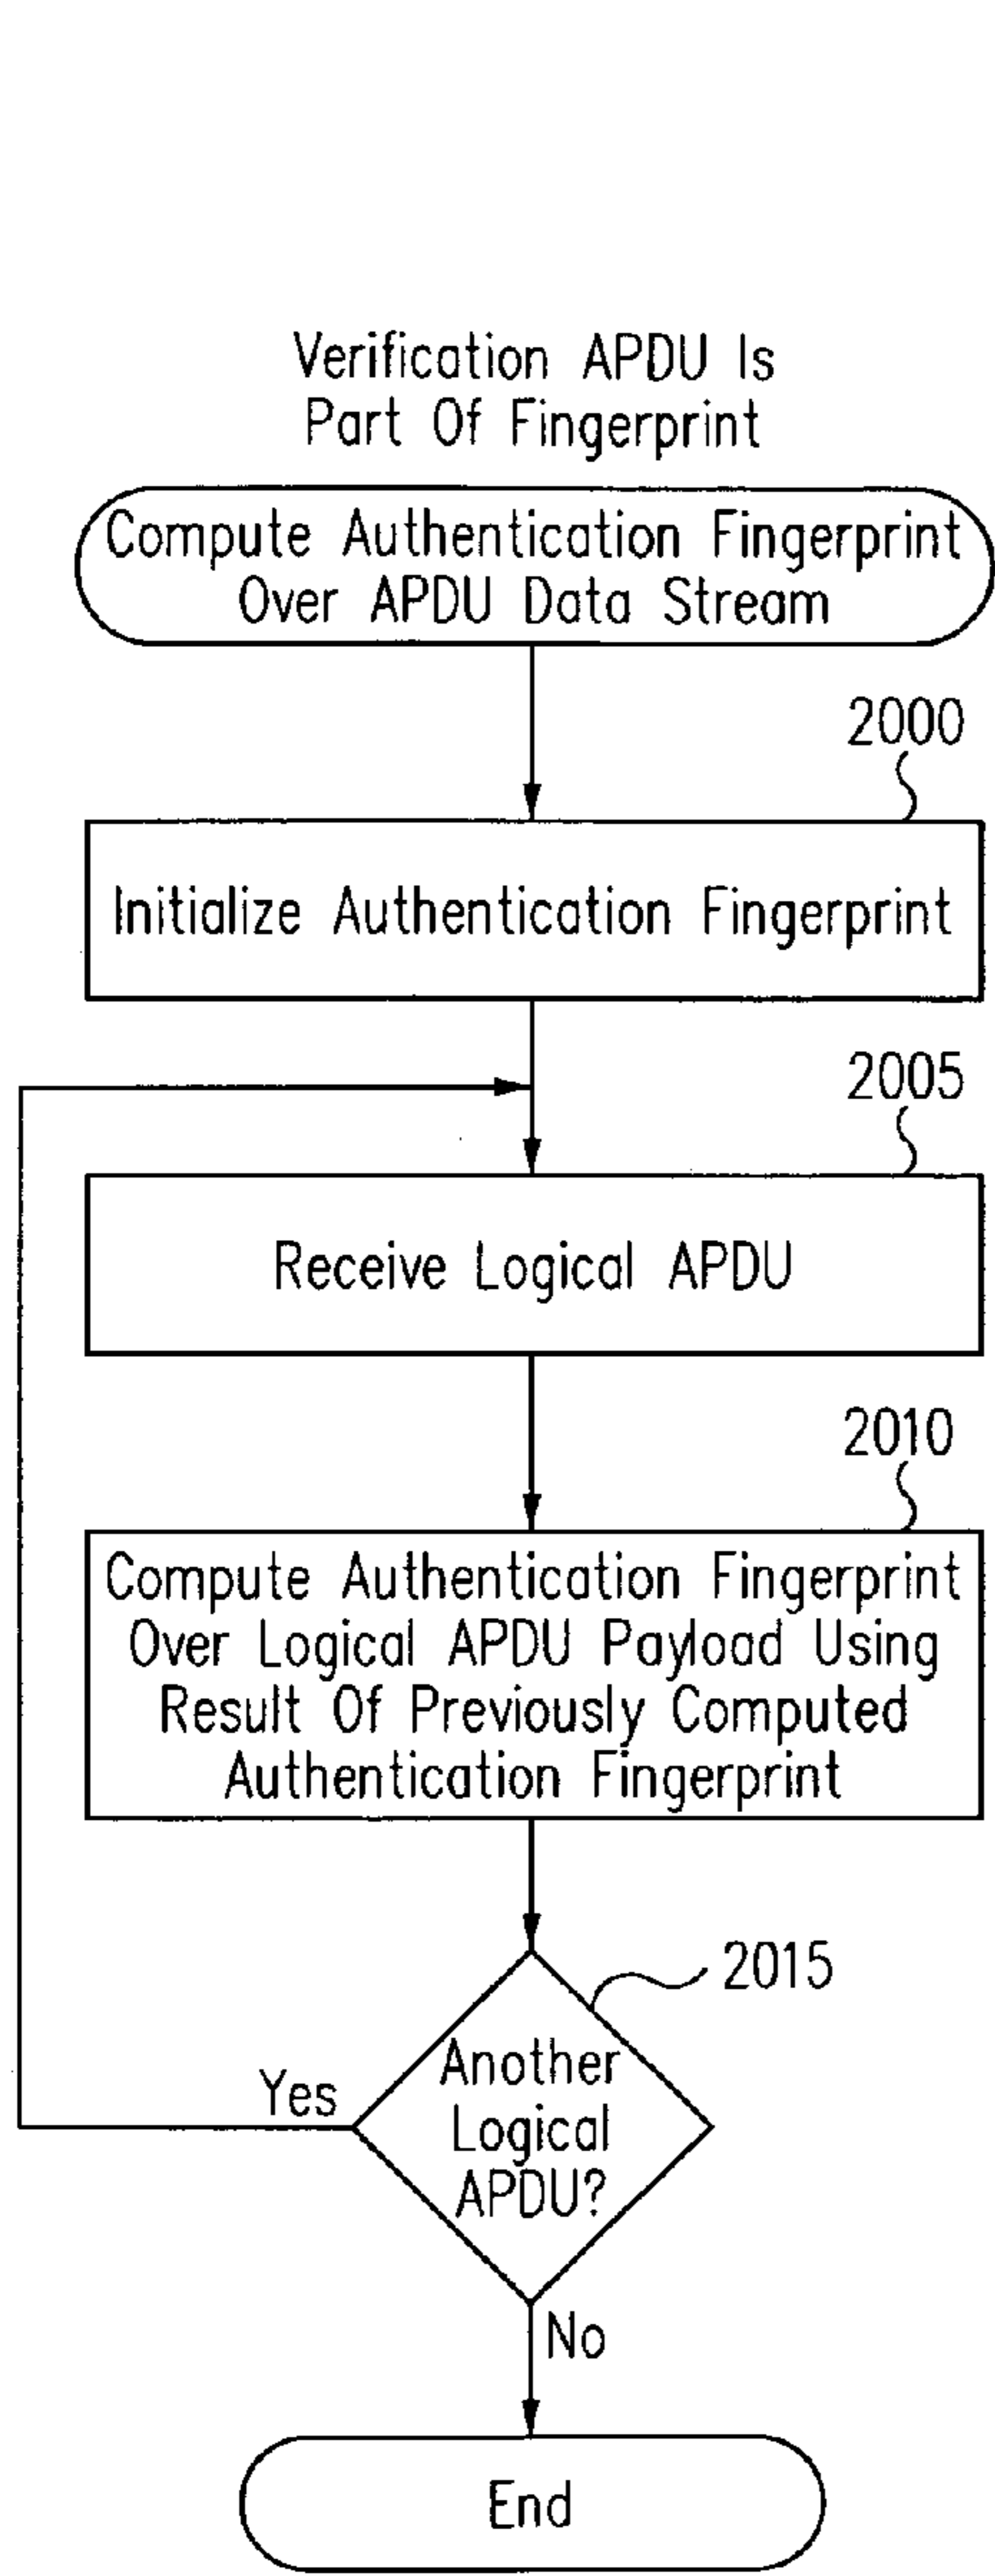 Verification APDU Is
Part Of Fingerprint
Compute Authentication Fingerprint
Over APDU Data Stream
2000
Initialize Authentication Fingerprint
2005
Receive Logical APDU
2010
Compute Authentication Fingerprint
Over Logical APDU Payload Using
Result Of Previously Computed
Authentication Fingerprint
2015
Another
Logical
APDU?
Yes
No
End